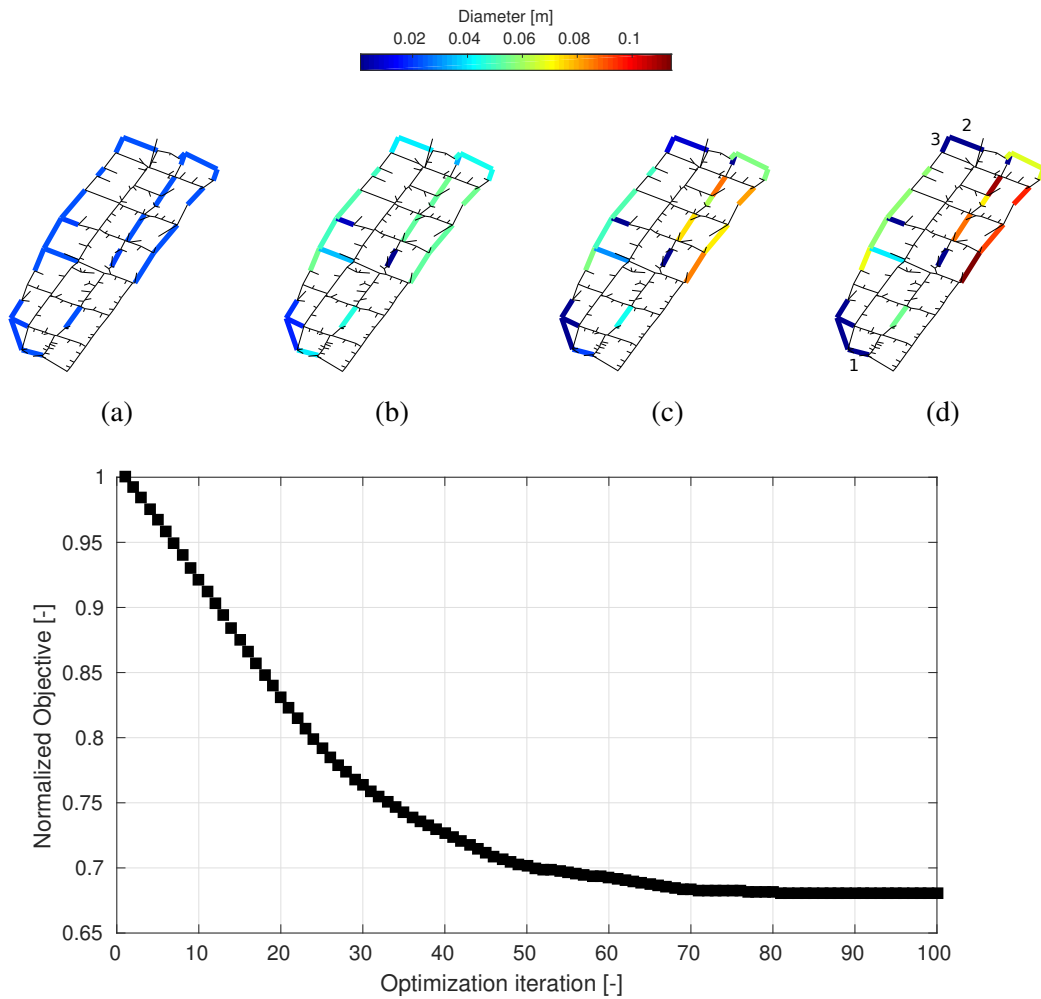 Diameter [m]
0.02 0.04 0.06 0.08 0.1
2
3
1
(a) (b) (c) (d)
1
0.95
0.9
0.85
0.8
0.75
0.7
0.65
Normalized Objective [-]
0 10 20 30 40 50 60 70 80 90 100
Optimization iteration [-]